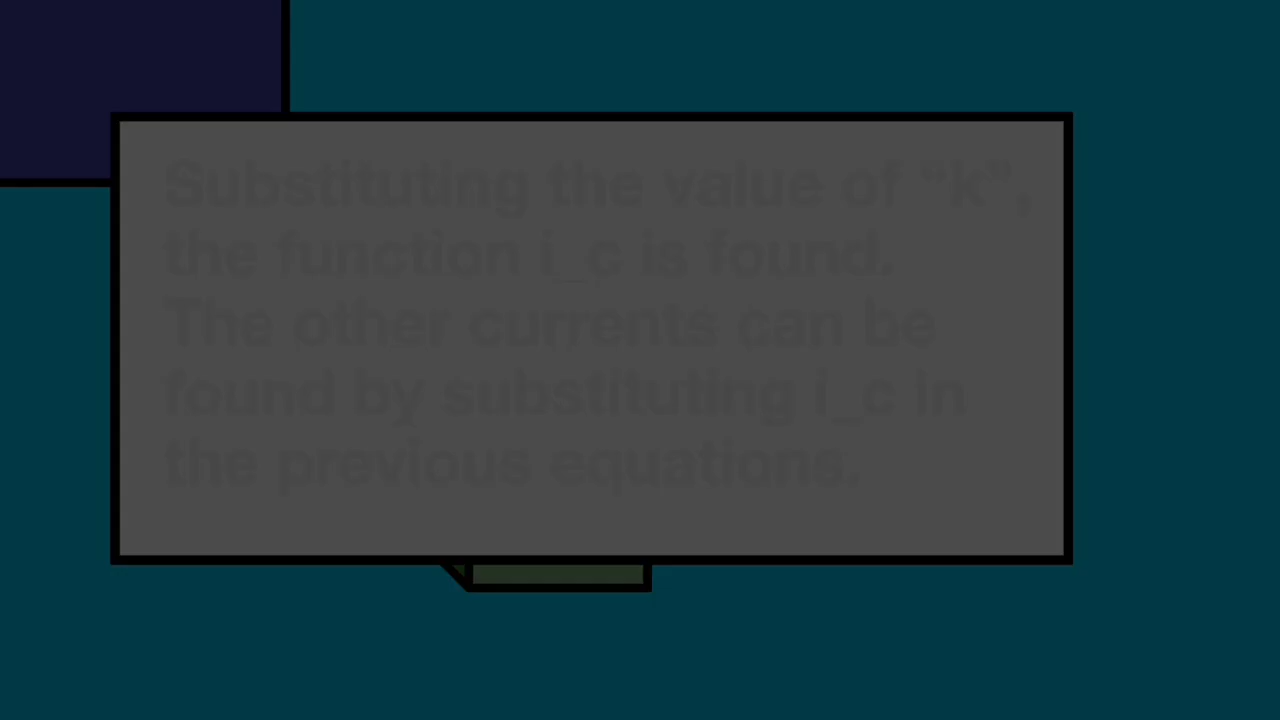 Substituting the value of “k”,
the function i_c is found.
The other currents can be
found by substituting i_c in
the previous equations.